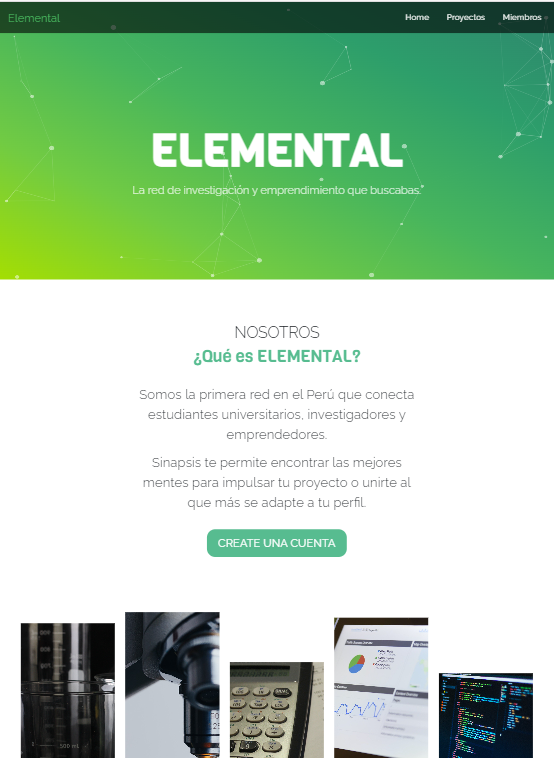 Elemental
Home Proyectos Miembros
ELEMENTAL
La red de investigación y emprendimiento que buscabas."
NOSOTROS
¿Qué es ELEMENTAL?
Somos la primera red en el Perú que conecta
estudiantes universitarios, investigadores y
emprendedores.
Sinapsis te permite encontrar las mejores
mentes para impulsar tu proyecto o unirte al
que más se adapte a tu perfil.
CREATE UNA CUENTA
500 ml